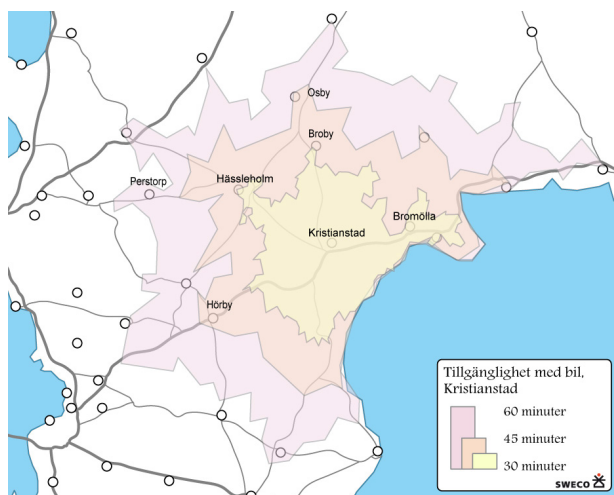 Osby
Broby
Perstorp
Hässleholm
Bromölla
Kristianstad
Hörby
Tillgänglighet med bil,
Kristianstad
60 minuter
45 minuter
30 minuter
SWECO